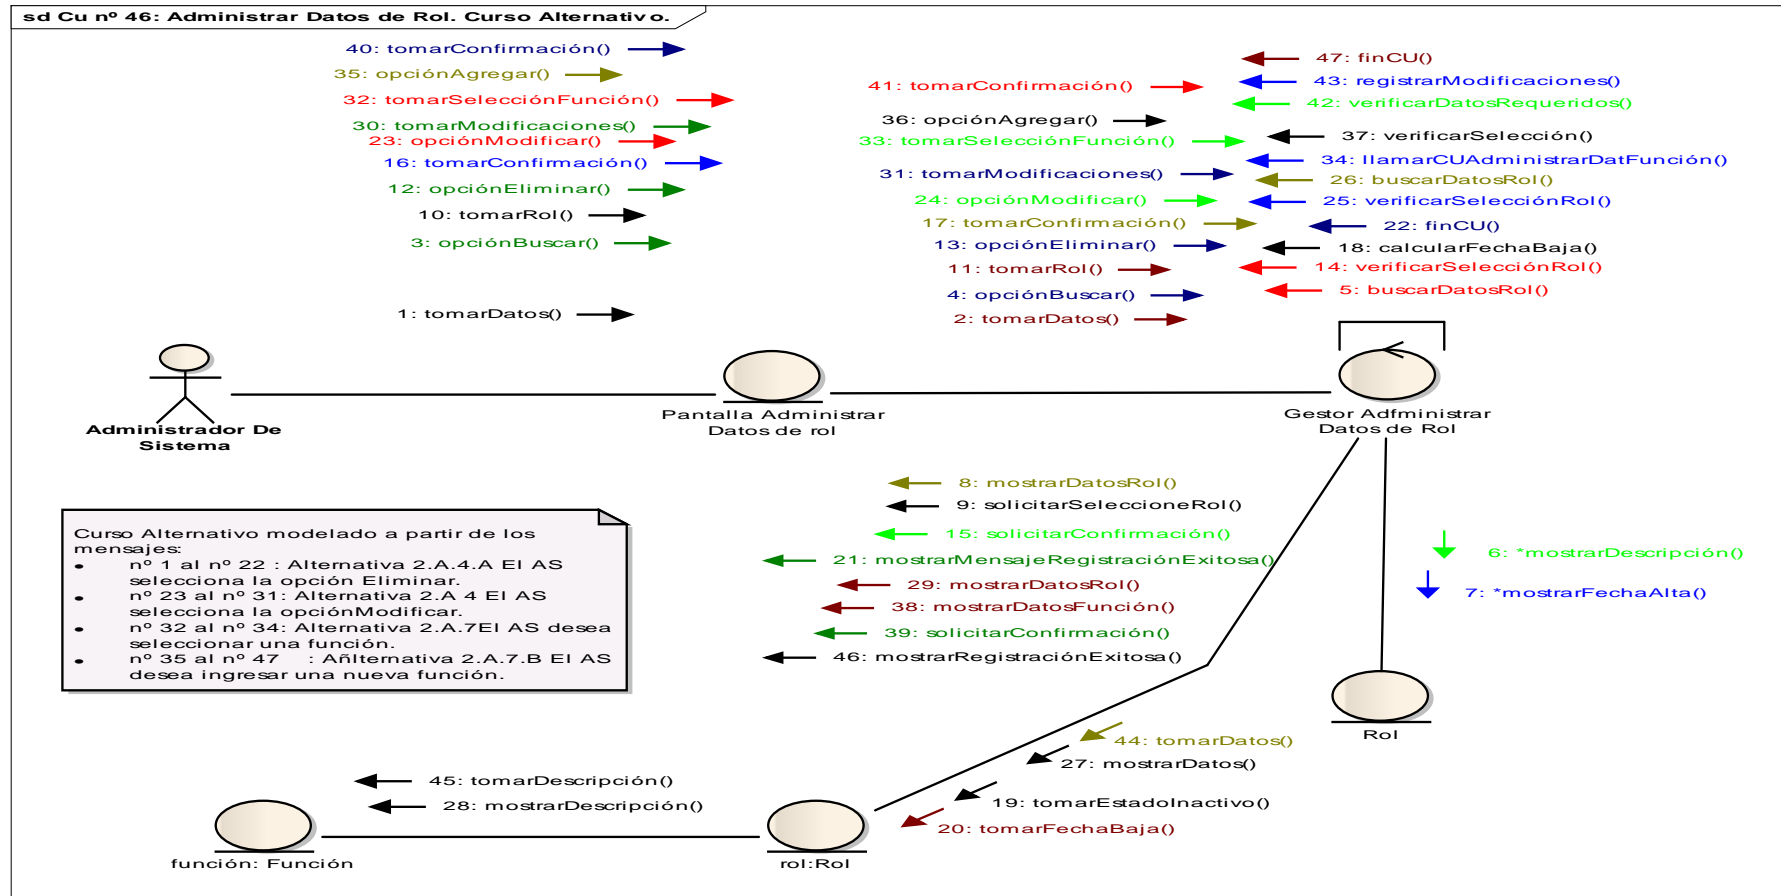 sd Cu nº 46: Administrar Datos de Rol. Curso Alternativo.
40: tomarConfirmación()
35: opciónAgregar()
32: tomarSelecciónFunción()
30: tomarModificaciones()
23: opciónModificar()
16: tomarConfirmación()
12: opciónEliminar()
10: tomarRol()
3: opciónBuscar()
1: tomarDatos()
41: tomarConfirmación()
36: opciónAgregar()
33: tomarSelecciónFunción()
31: tomarModificaciones()
24: opciónModificar()
17: tomarConfirmación()
13: opciónEliminar()
11: tomarRol()
4: opciónBuscar()
2: tomarDatos()
47: finCU()
43: registrarModificaciones()
42: verificarDatosRequeridos()
37: verificarSelección()
34: llamarCUAdministrarDatFunción()
26: buscarDatosRol()
25: verificarSelecciónRol()
22: finCU()
18: calcularFechaBaja()
14: verificarSelecciónRol()
5: buscarDatosRol()
Administrador De
Sistema
Pantalla Administrar
Datos de rol
Gestor Adfministrar
Datos de Rol
8: mostrarDatosRol()
9: solicitarSeleccioneRol()
15: solicitarConfirmación()
21: mostrarMensajeRegistraciónExitosa()
29: mostrarDatosRol()
38: mostrarDatosFunción()
39: solicitarConfirmación()
46: mostrarRegistraciónExitosa()
6: *mostrarDescripción()
7: *mostrarFechaAlta()
Curso Alternativo modelado a partir de los
mensajes:
• nº 1 al nº 22 : Alternativa 2.A.4.A El AS
selecciona la opción Eliminar.
• nº 23 al nº 31: Alternativa 2.A 4 El AS
selecciona la opciónModificar.
• nº 32 al nº 34: Alternativa 2.A.7El AS desea
seleccionar una función.
• nº 35 al nº 47 : Añlternativa 2.A.7.B El AS
desea ingresar una nueva función.
Rol
44: tomarDatos()
27: mostrarDatos()
19: tomarEstadoInactivo()
20: tomarFechaBaja()
45: tomarDescripción()
28: mostrarDescripción()
función: Función
rol:Rol